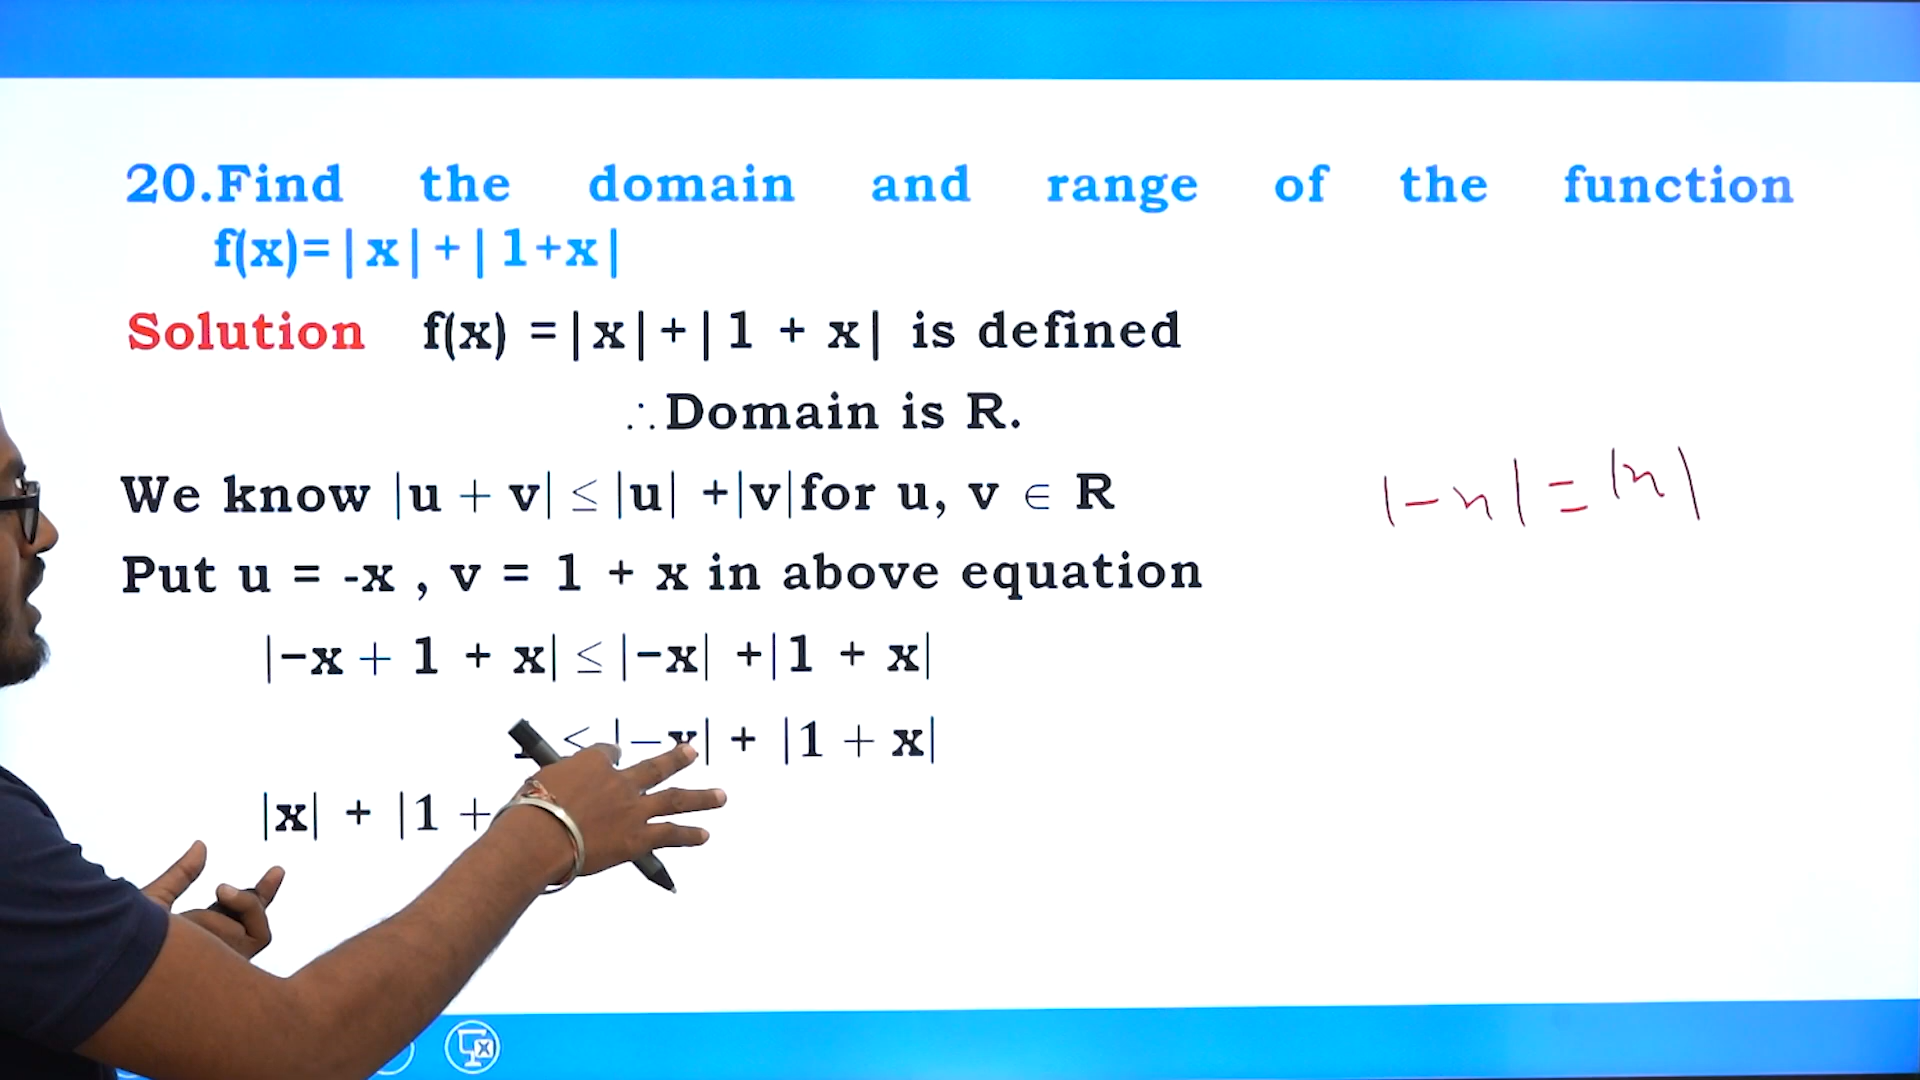 20.Find the domain and range of the function
f(x)=|x|+|1+x|
Solution f(x) =|x|+|1 + x| is defined
∴Domain is R.
We know |u + v| ≤ |u| +|v|for u, v ∈ R
|-x| = |x|
Put u = -x , v = 1 + x in above equation
|−x + 1 + x| ≤ |−x| +|1 + x|
≤ |−x| + |1 + x|
|x| + |1 +